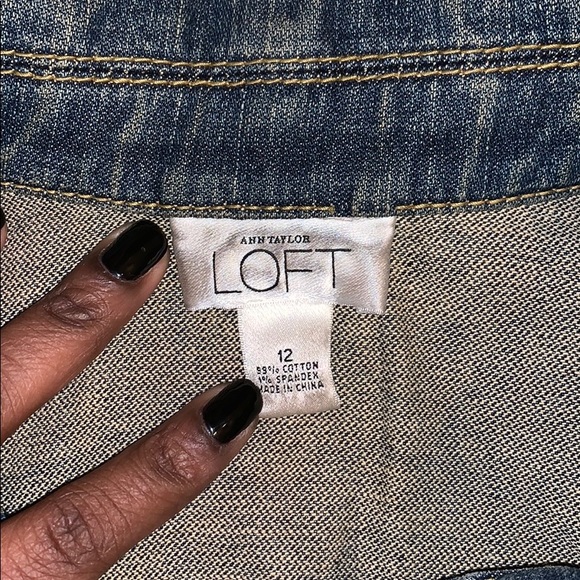 ANN TAYLOR
LOFT
12
99% COTTON
1% SPANDEX
MADE IN CHINA